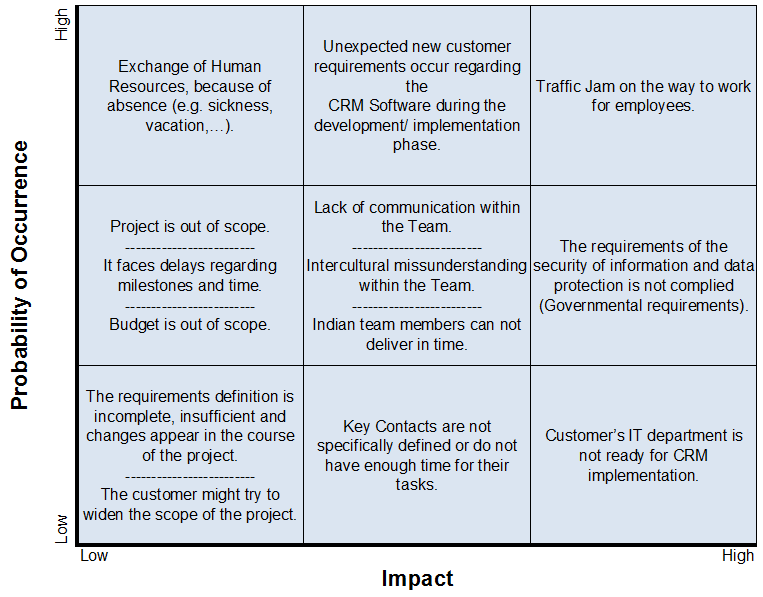 High
Exchange of Human
Resources, because of
absence (e.g. sickness,
vacation,…).
Unexpected new customer
requirements occur regarding
the
CRM Software during the
development/ implementation
phase.
Traffic Jam on the way to work
for employees.
Probability of Occurrence
Project is out of scope.
-------------------------
It faces delays regarding
milestones and time.
-------------------------
Budget is out of scope.
Lack of communication within
the Team.
-------------------------
Intercultural missunderstanding
within the Team.
-------------------------
Indian team members can not
deliver in time.
The requirements of the
security of information and data
protection is not complied
(Governmental requirements).
The requirements definition is
incomplete, insufficient and
changes appear in the course
of the project.
-------------------------
The customer might try to
widen the scope of the project.
Key Contacts are not
specifically defined or do not
have enough time for their
tasks.
Customer’s IT department is
not ready for CRM
implementation.
Low
Low
High
Impact